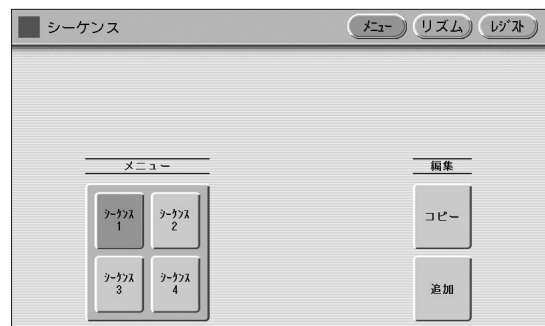 シーケンス
メニュー
リズム
レジスト
メニュー
編集
シーケンス
1
シーケンス
2
コピー
シーケンス
3
シーケンス
4
追加